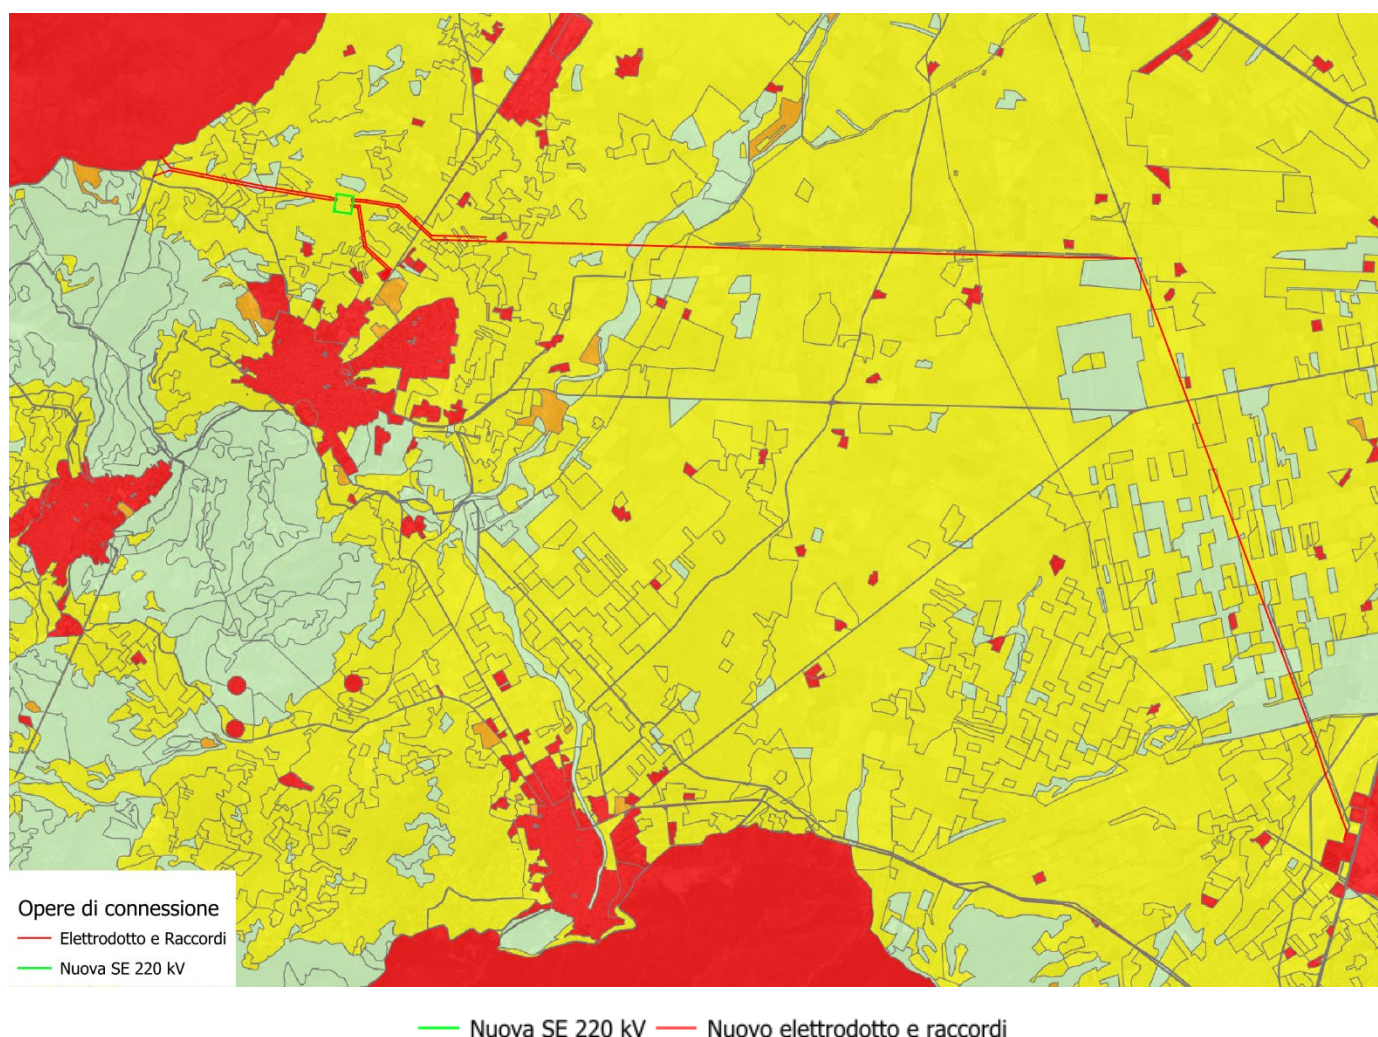 Opere di connessione
Elettrodotto e Raccordi
Nuova SE 220 kV
Nuova SE 220 kV Nuovo elettrodotto e raccordi